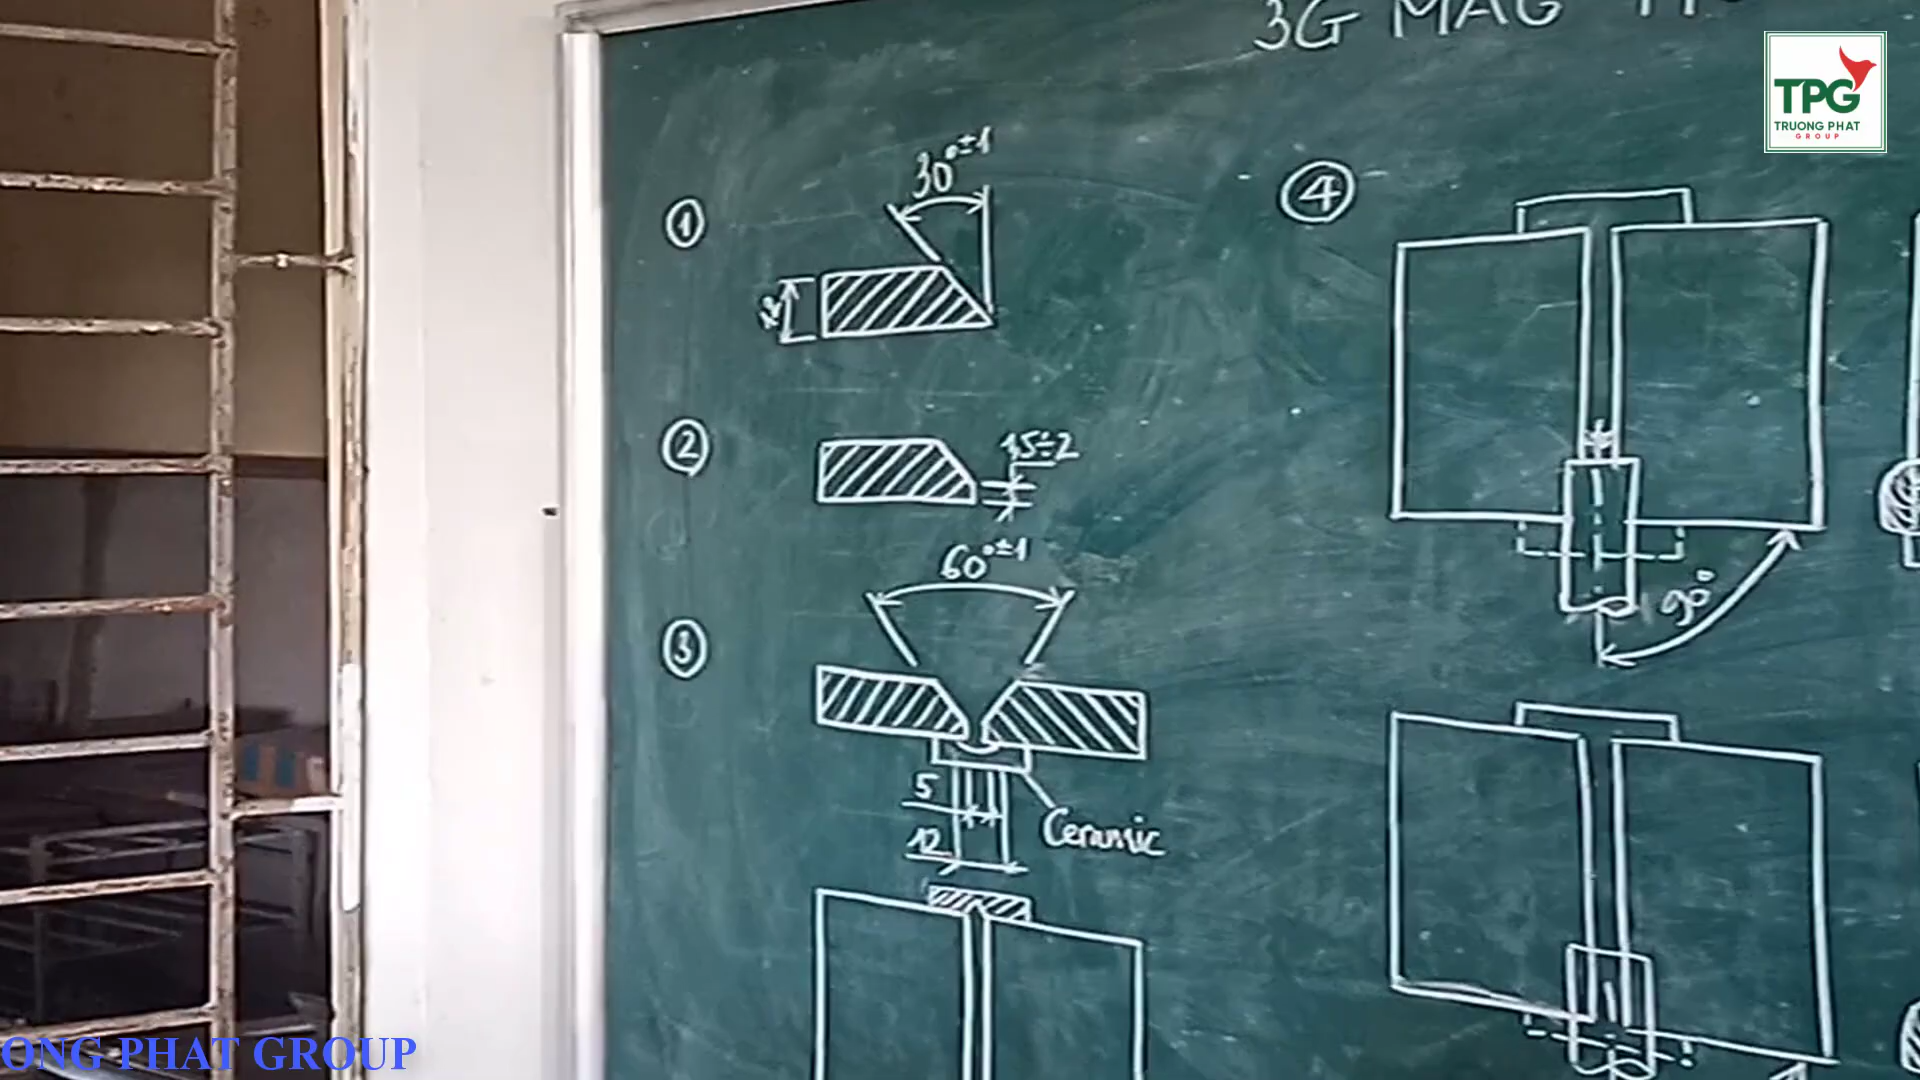 3G MAG
TPG
TRUONG PHAT
GROUP
1
30°±1
12
2
1,5÷2
3
60°±1
5
12
Ceramic
4
90°
ONG PHAT GROUP